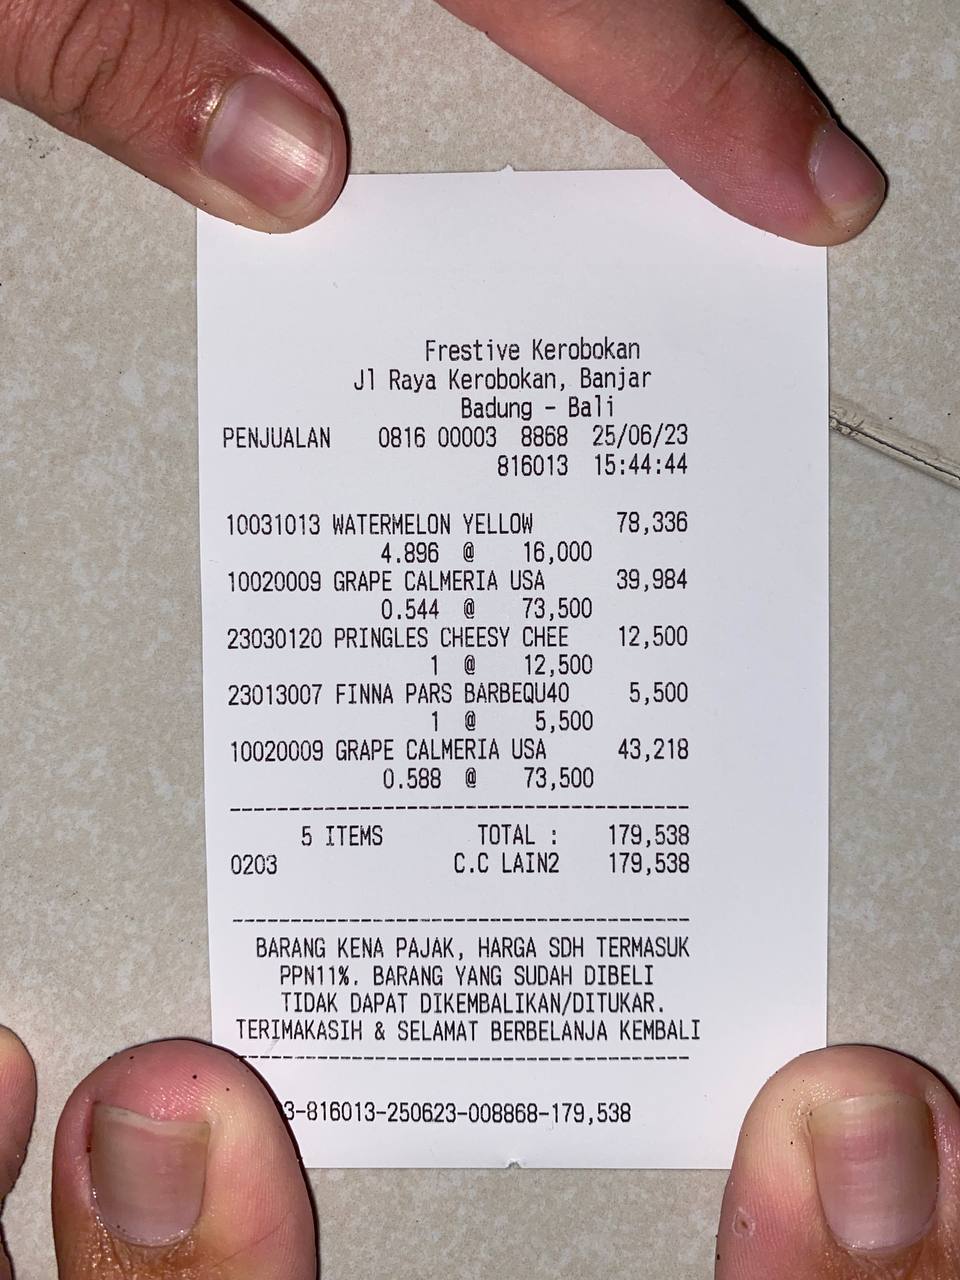 Frestive Kerobokan
Jl Raya Kerobokan, Banjar
Badung - Bali
PENJUALAN 0816 00003 8868 25/06/23
816013 15:44:44
10031013 WATERMELON YELLOW 78,336
4.896 @ 16,000
10020009 GRAPE CALMERIA USA 39,984
0.544 @ 73,500
23030120 PRINGLES CHEESY CHEE 12,500
1 @ 12,500
23013007 FINNA PARS BARBEQU40 5,500
1 @ 5,500
10020009 GRAPE CALMERIA USA 43,218
0.588 @ 73,500
5 ITEMS TOTAL : 179,538
0203 C.C LAIN2 179,538
BARANG KENA PAJAK, HARGA SDH TERMASUK
PPN11%. BARANG YANG SUDAH DIBELI
TIDAK DAPAT DIKEMBALIKAN/DITUKAR.
TERIMAKASIH & SELAMAT BERBELANJA KEMBALI
3-816013-250623-008868-179,538